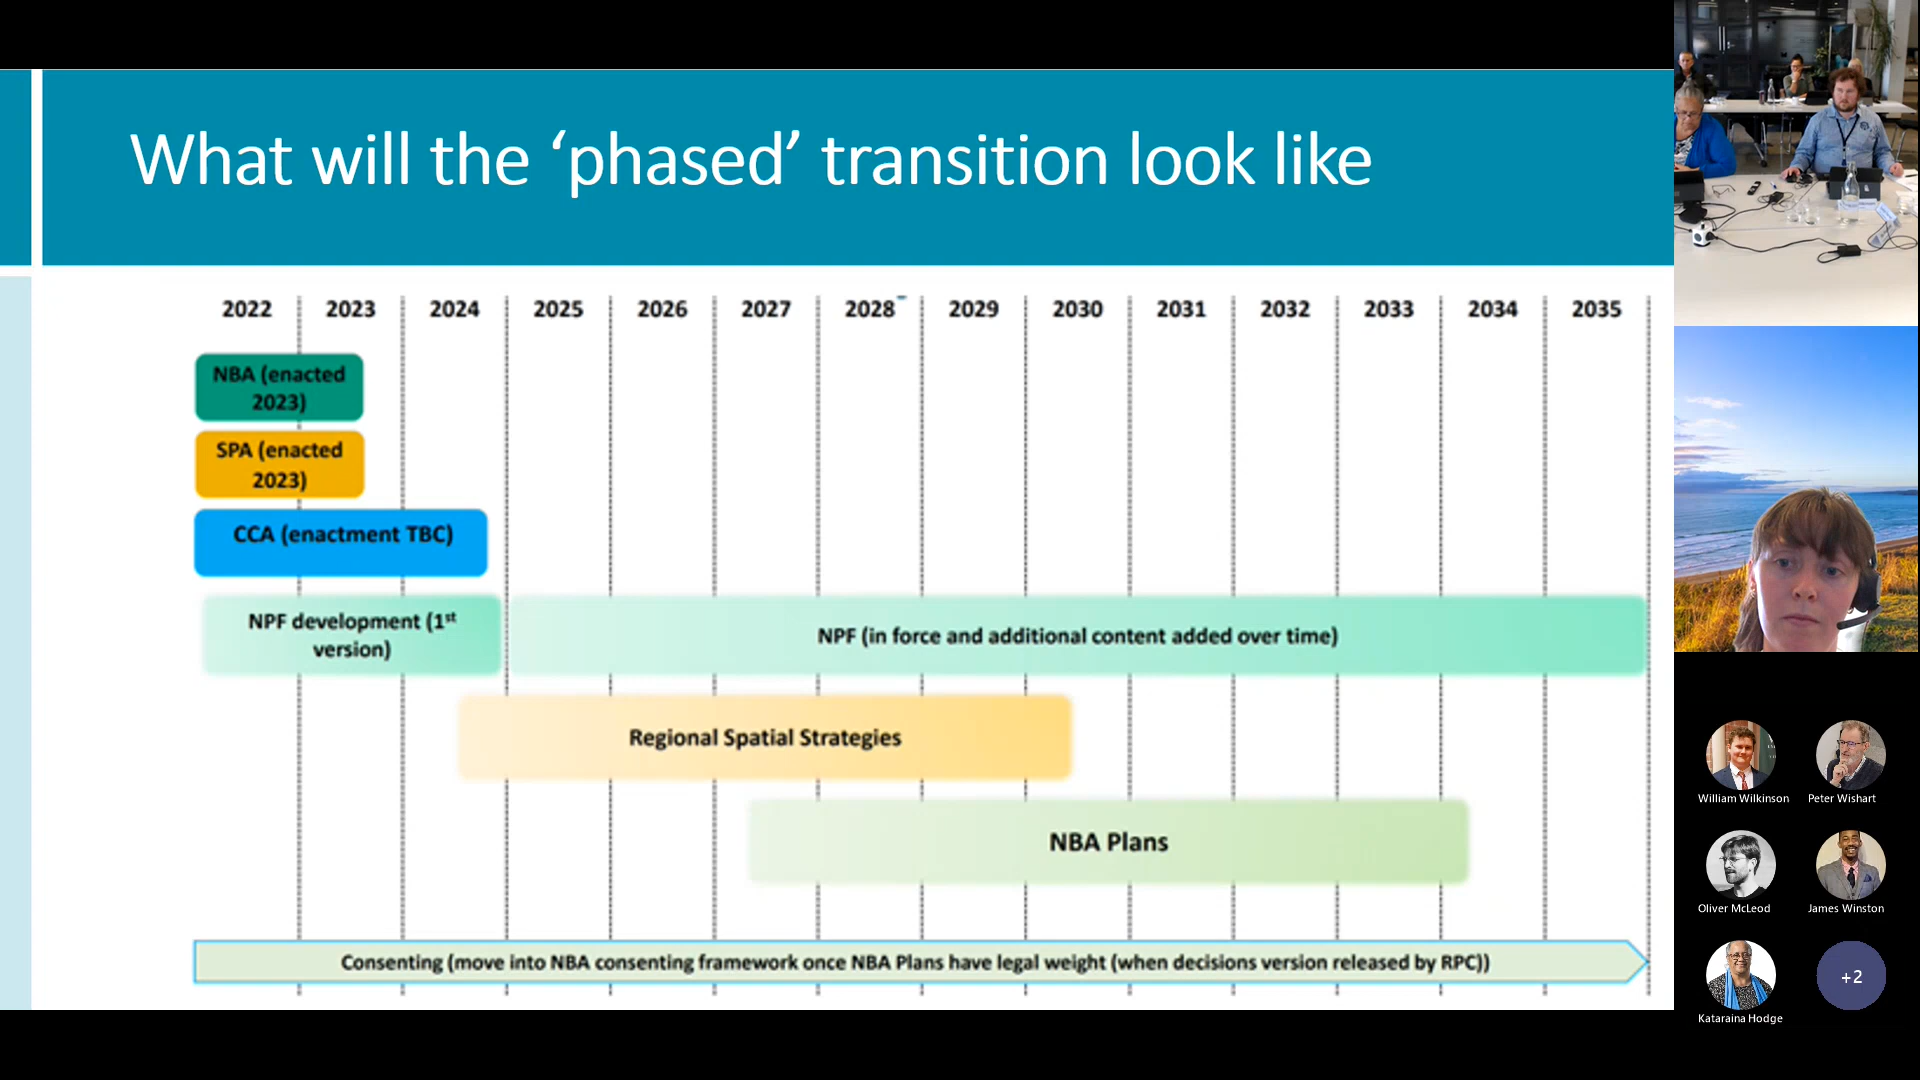 What will the ‘phased’ transition look like
2022 2023 2024 2025 2026 2027 2028 2029 2030 2031 2032 2033 2034 2035
NBA (enacted
2023)
SPA (enacted
2023)
CCA (enactment TBC)
NPF development (1st
version)
NPF (in force and additional content added over time)
Regional Spatial Strategies
NBA Plans
Consenting (move into NBA consenting framework once NBA Plans have legal weight (when decisions version released by RPC))
William Wilkinson
Peter Wishart
Oliver McLeod
James Winston
Kataraina Hodge
+2